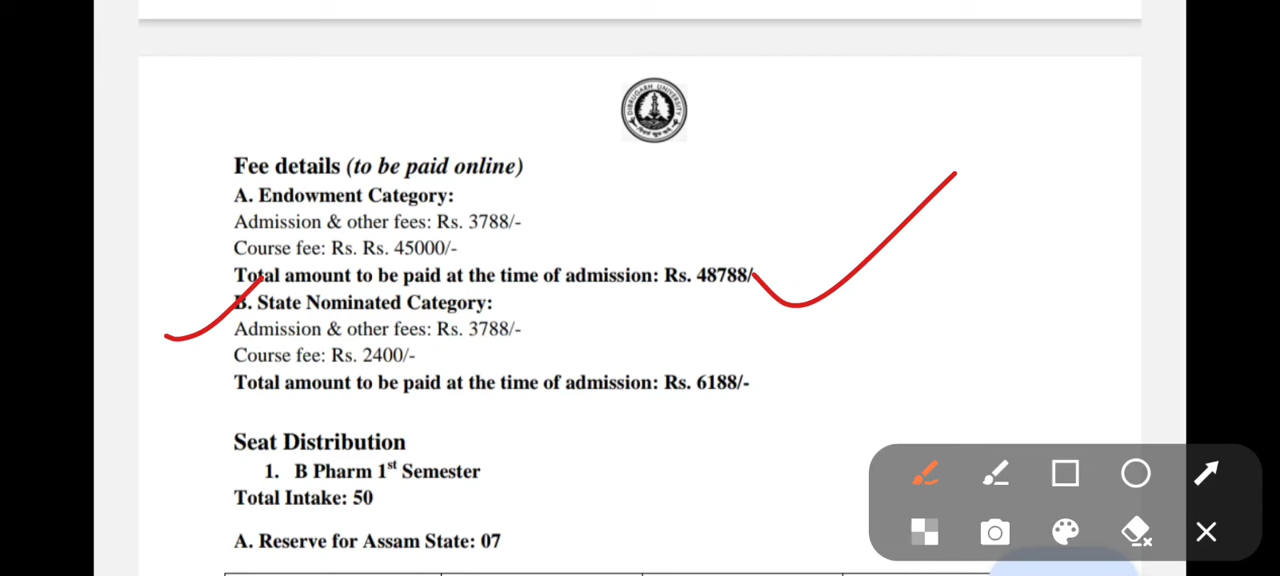 DIBRUGARH UNIVERSITY
Fee details (to be paid online)
A. Endowment Category:
Admission & other fees: Rs. 3788/-
Course fee: Rs. Rs. 45000/-
Total amount to be paid at the time of admission: Rs. 48788/
B. State Nominated Category:
Admission & other fees: Rs. 3788/-
Course fee: Rs. 2400/-
Total amount to be paid at the time of admission: Rs. 6188/-
Seat Distribution
1. B Pharm 1st Semester
Total Intake: 50
A. Reserve for Assam State: 07